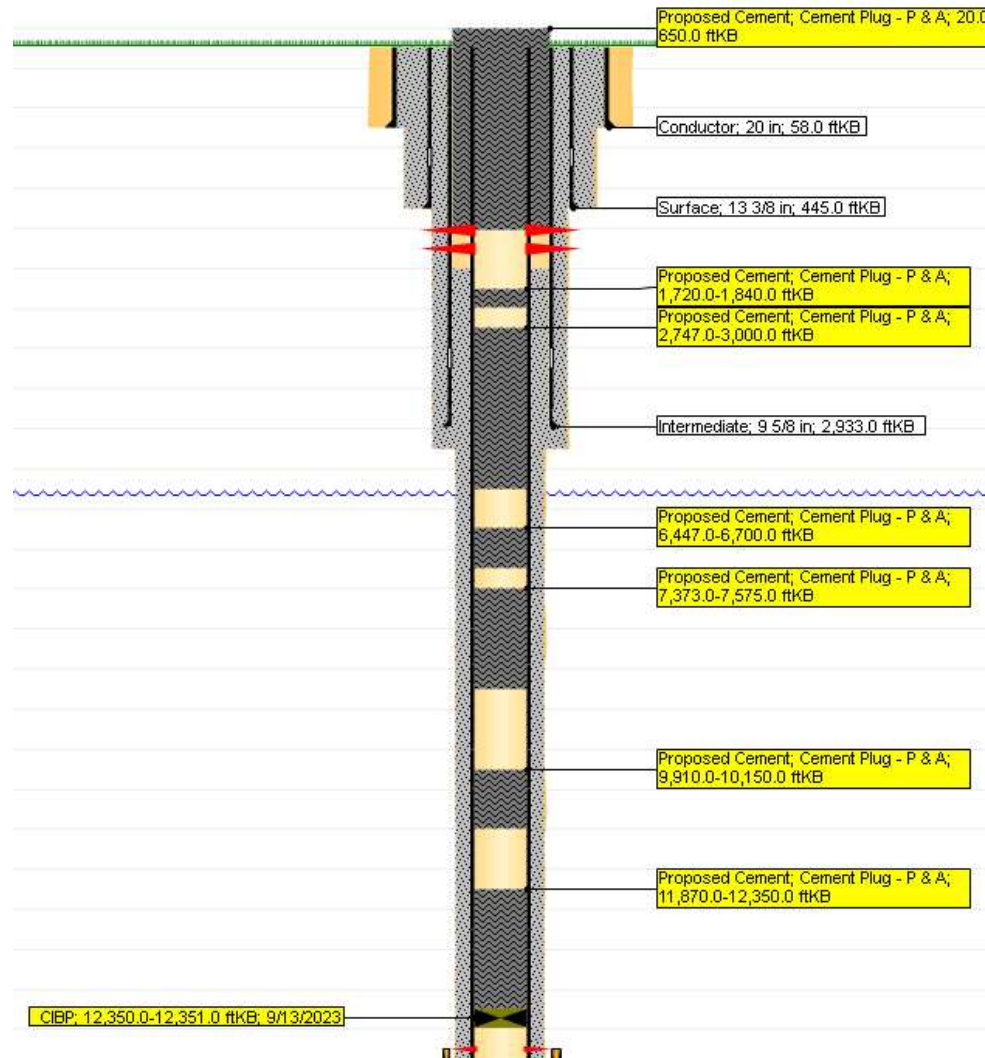 Proposed Cement; Cement Plug - P & A; 20.0
650.0 ftKB
Conductor; 20 in; 58.0 ftKB
Surface; 13 3/8 in; 445.0 ftKB
Proposed Cement; Cement Plug - P & A;
1,720.0-1,840.0 ftKB
Proposed Cement; Cement Plug - P & A;
2,747.0-3,000.0 ftKB
Intermediate; 9 5/8 in; 2,933.0 ftKB
Proposed Cement; Cement Plug - P & A;
6,447.0-6,700.0 ftKB
Proposed Cement; Cement Plug - P & A;
7,373.0-7,575.0 ftKB
Proposed Cement; Cement Plug - P & A;
9,910.0-10,150.0 ftKB
Proposed Cement; Cement Plug - P & A;
11,870.0-12,350.0 ftKB
CIBP; 12,350.0-12,351.0 ftKB; 9/13/2023